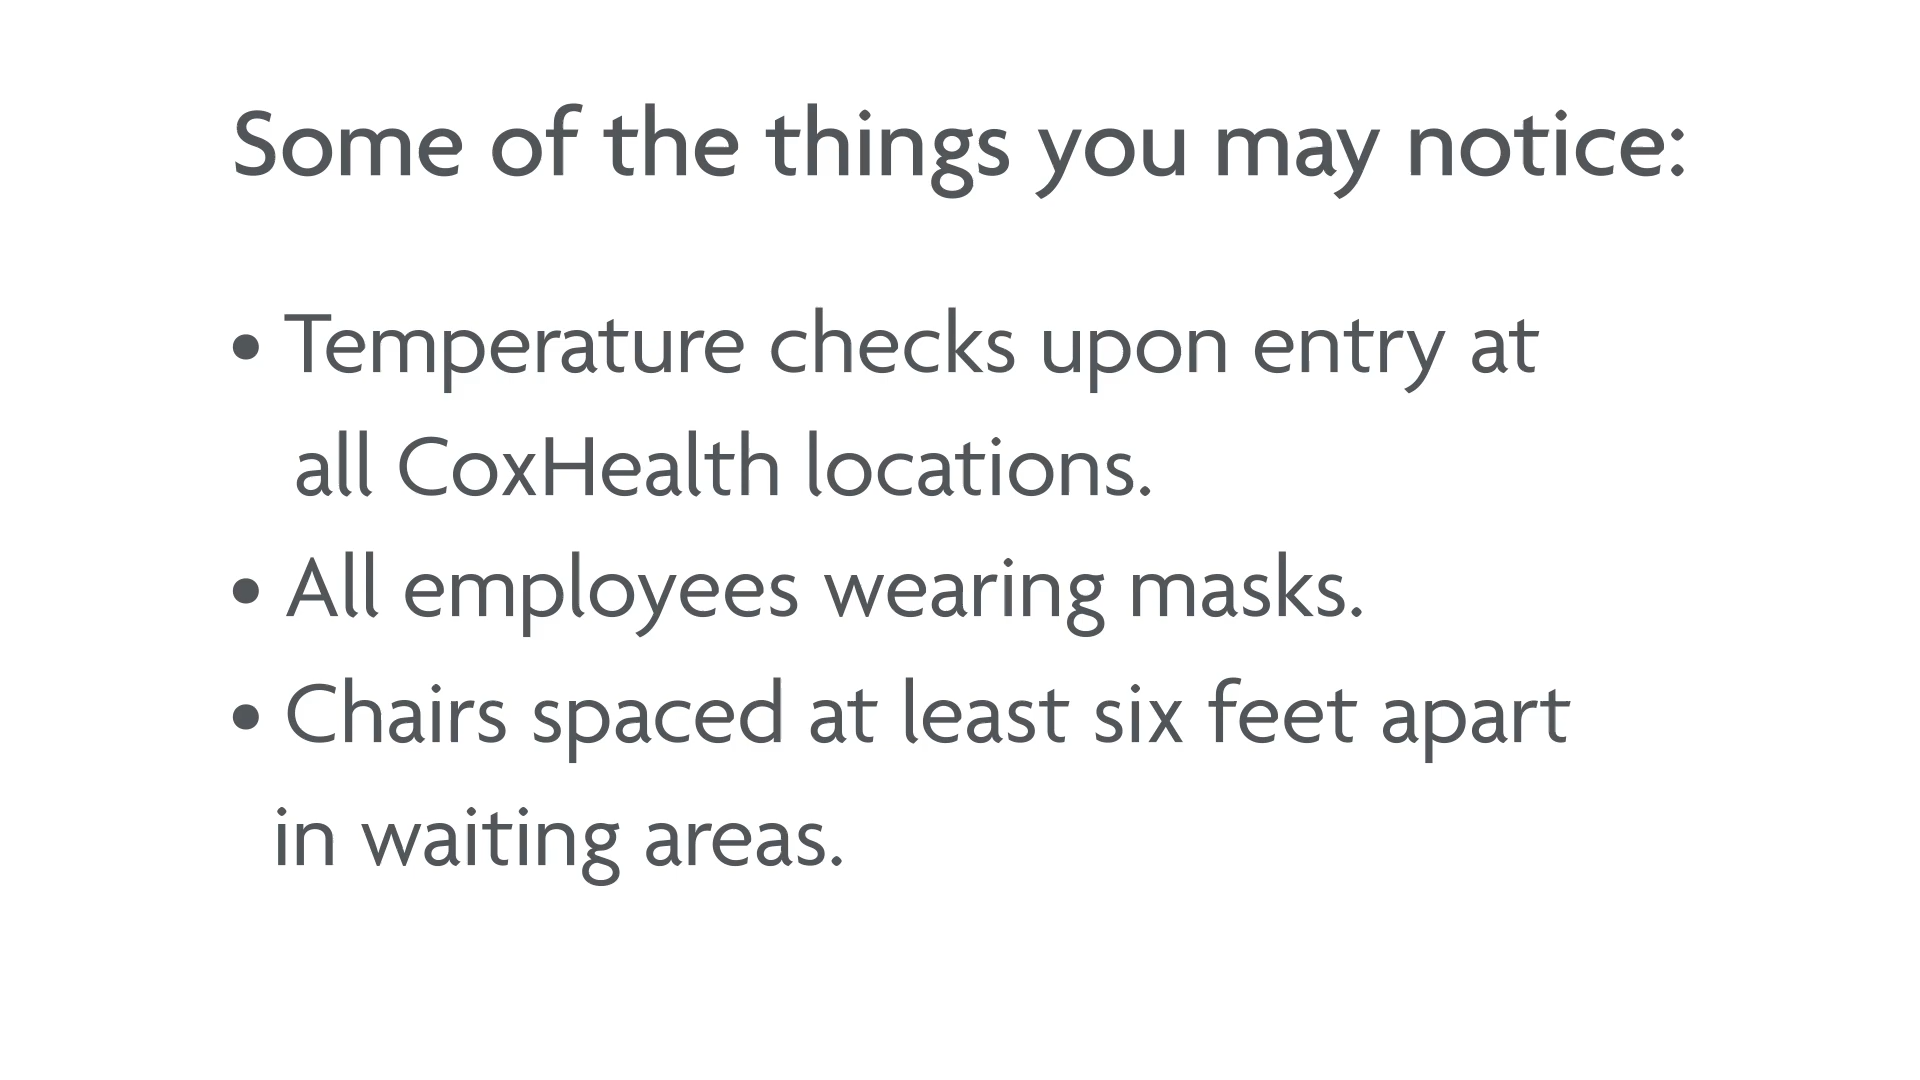 Some of the things you may notice:
• Temperature checks upon entry at
all CoxHealth locations.
• All employees wearing masks.
• Chairs spaced at least six feet apart
in waiting areas.